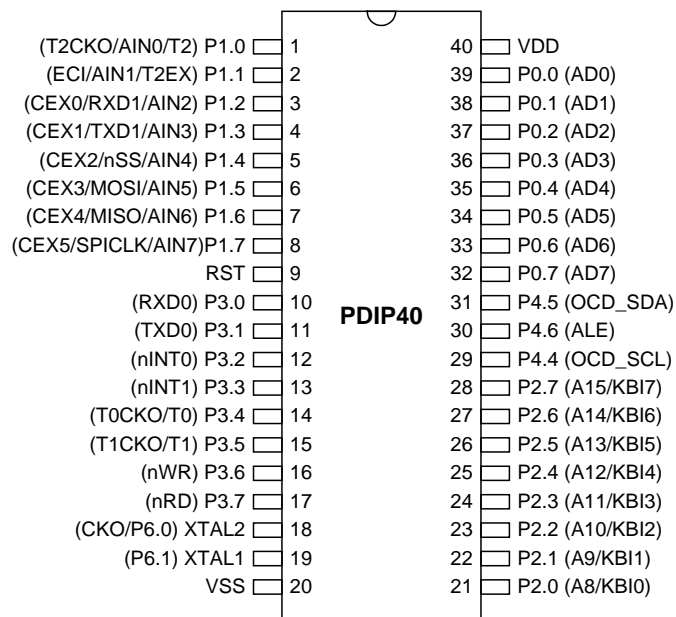 (T2CKO/AIN0/T2) P1.0 1 40 VDD
(ECI/AIN1/T2EX) P1.1 2 39 P0.0 (AD0)
(CEX0/RXD1/AIN2) P1.2 3 38 P0.1 (AD1)
(CEX1/TXD1/AIN3) P1.3 4 37 P0.2 (AD2)
(CEX2/nSS/AIN4) P1.4 5 36 P0.3 (AD3)
(CEX3/MOSI/AIN5) P1.5 6 35 P0.4 (AD4)
(CEX4/MISO/AIN6) P1.6 7 34 P0.5 (AD5)
(CEX5/SPICLK/AIN7)P1.7 8 33 P0.6 (AD6)
RST 9 32 P0.7 (AD7)
(RXD0) P3.0 10 31 P4.5 (OCD_SDA)
PDIP40
(TXD0) P3.1 11 30 P4.6 (ALE)
(nINT0) P3.2 12 29 P4.4 (OCD_SCL)
(nINT1) P3.3 13 28 P2.7 (A15/KBI7)
(T0CKO/T0) P3.4 14 27 P2.6 (A14/KBI6)
(T1CKO/T1) P3.5 15 26 P2.5 (A13/KBI5)
(nWR) P3.6 16 25 P2.4 (A12/KBI4)
(nRD) P3.7 17 24 P2.3 (A11/KBI3)
(CKO/P6.0) XTAL2 18 23 P2.2 (A10/KBI2)
(P6.1) XTAL1 19 22 P2.1 (A9/KBI1)
VSS 20 21 P2.0 (A8/KBI0)